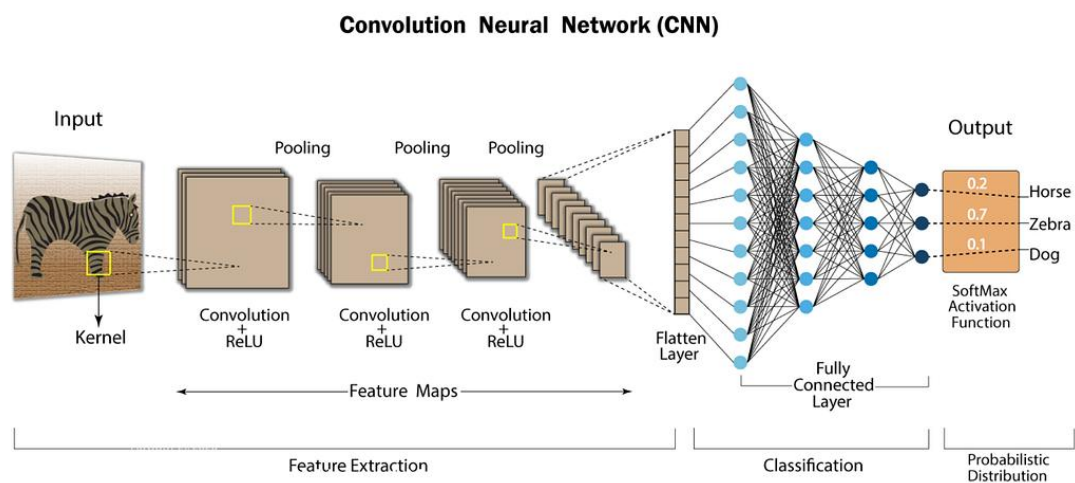 Convolution Neural Network (CNN)
Input
Pooling
Pooling
Pooling
Output
0.2
Horse
0.7
Zebra
0.1
Dog
Kernel
Convolution
+
ReLU
Convolution
+
ReLU
Convolution
+
ReLU
Flatten
Layer
SoftMax
Activation
Function
Feature Maps
Fully
Connected
Layer
Feature Extraction
Classification
Probabilistic
Distribution